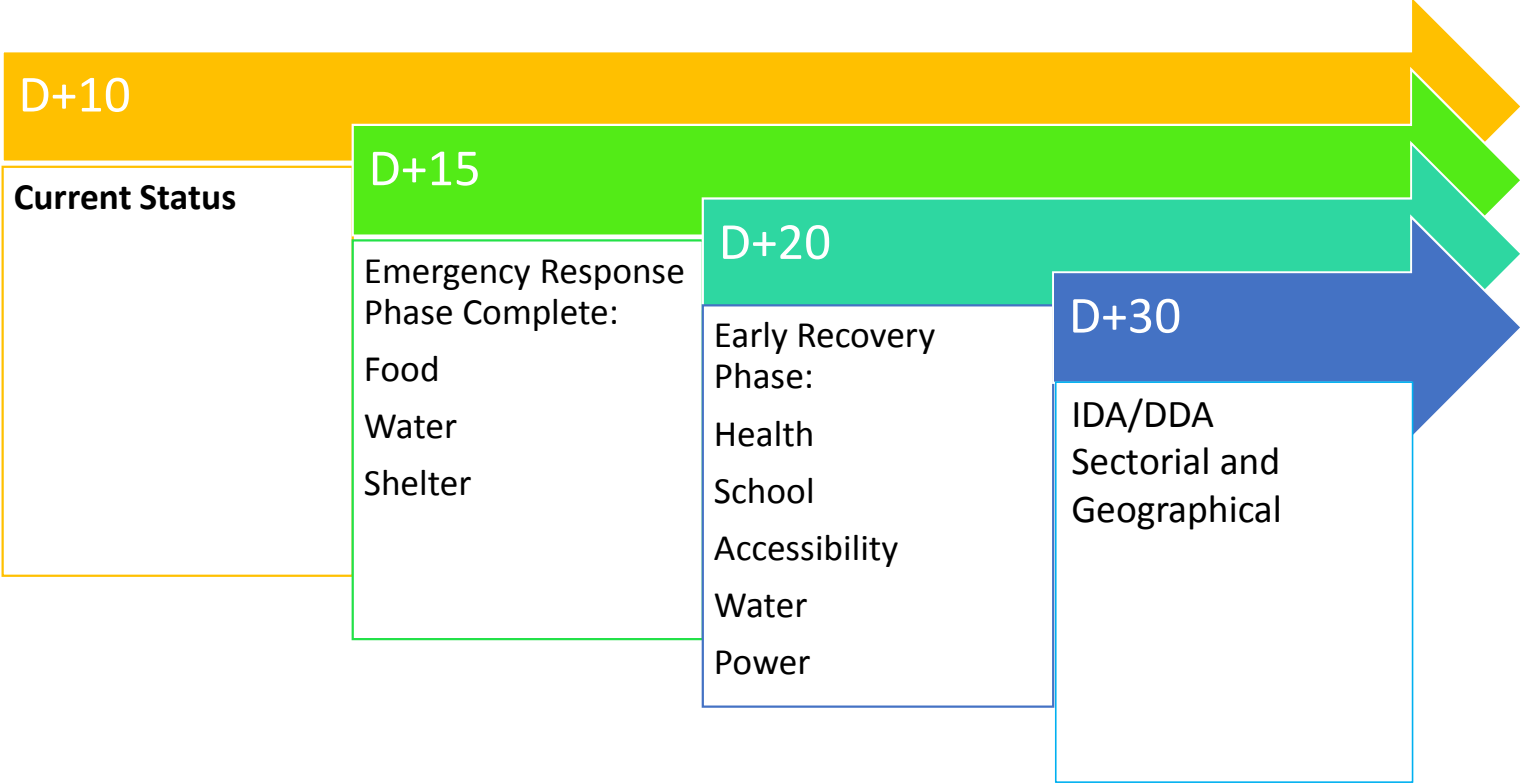 D+10
Current Status
D+15
Emergency Response
Phase Complete:
Food
Water
Shelter
D+20
Early Recovery
Phase:
Health
School
Accessibility
Water
Power
D+30
IDA/DDA
Sectorial and
Geographical